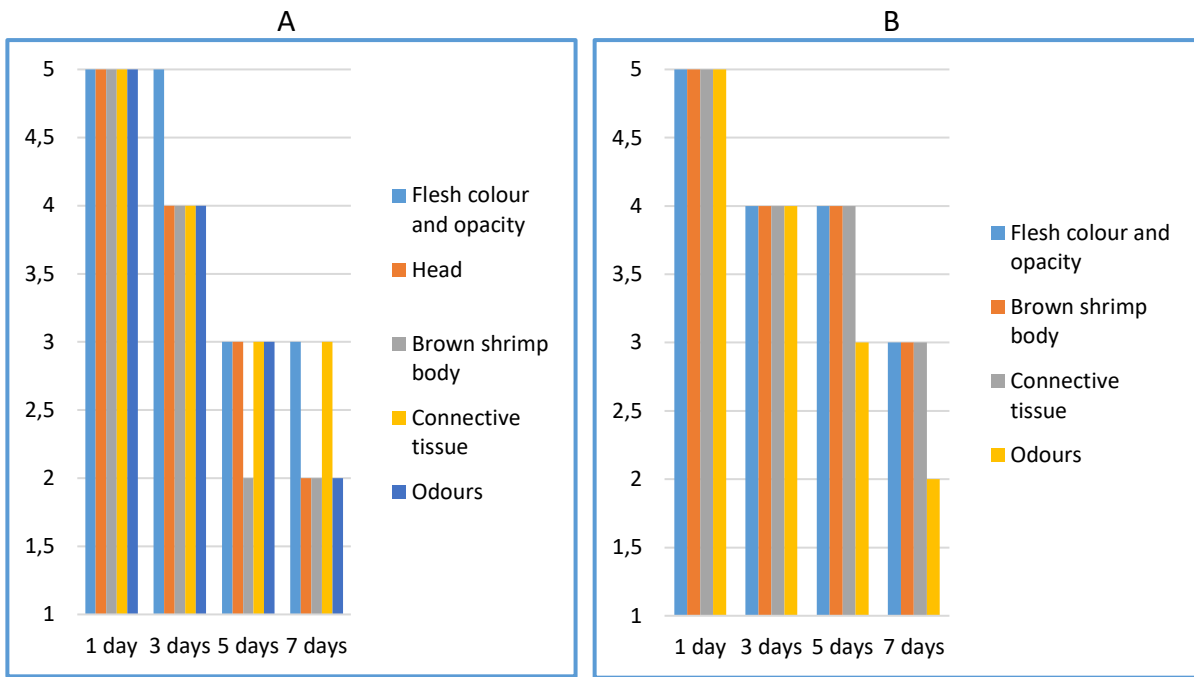 A
5
4,5
4
3,5
3
2,5
2
1,5
1
1 day 3 days 5 days 7 days
Flesh colour
and opacity
Head
Brown shrimp
body
Connective
tissue
Odours
B
5
4,5
4
3,5
3
2,5
2
1,5
1
1 day 3 days 5 days 7 days
Flesh colour and
opacity
Brown shrimp
body
Connective
tissue
Odours